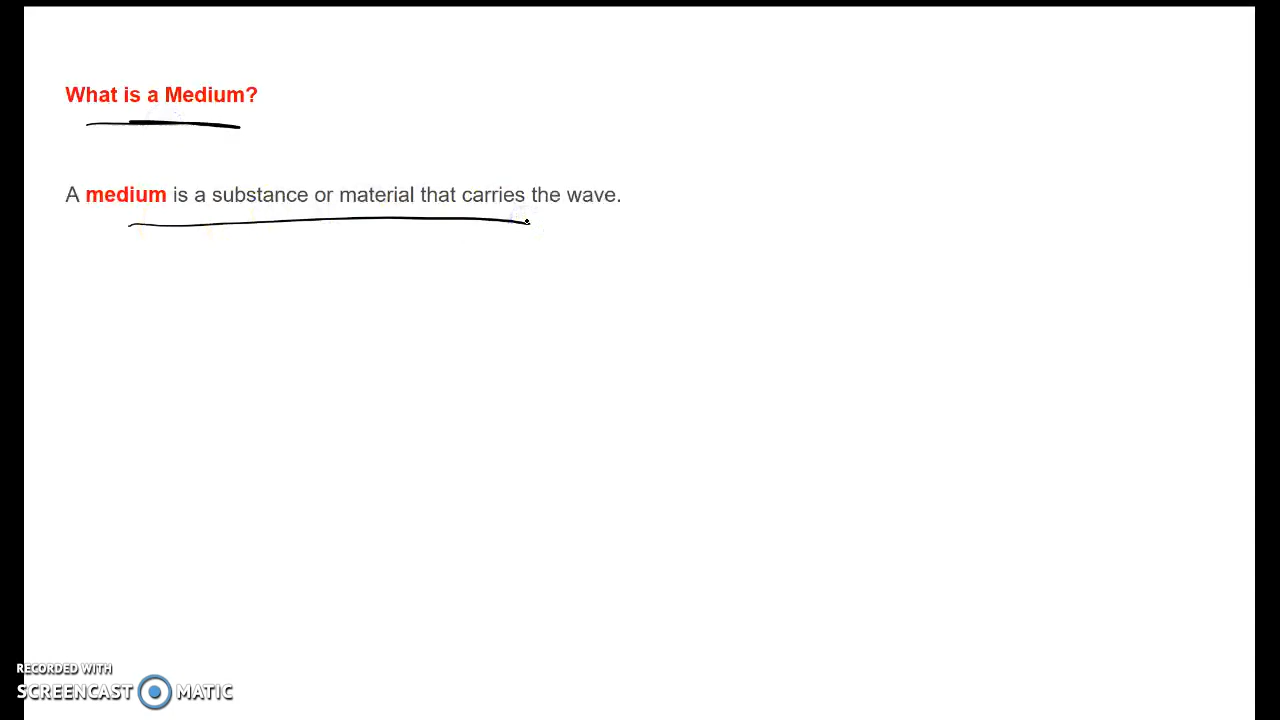 What is a Medium?
A medium is a substance or material that carries the wave.
RECORDED WITH
SCREENCAST MATIC